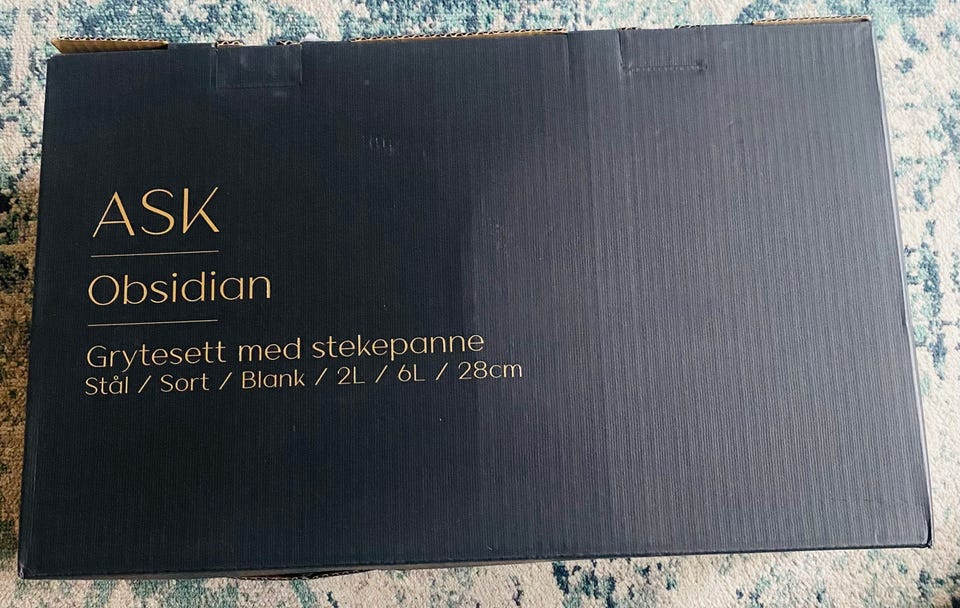 ASK
Obsidian
Grytesett med stekepanne
Stål / Sort / Blank / 2L / 6L / 28cm